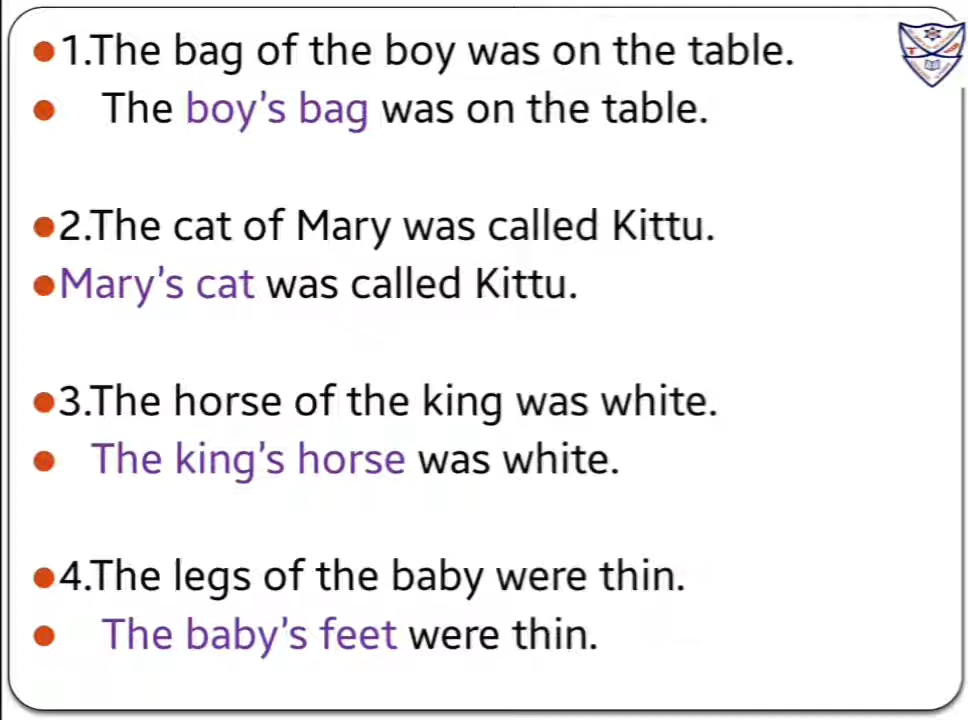 1.The bag of the boy was on the table.
The boy's bag was on the table.
2.The cat of Mary was called Kittu.
Mary's cat was called Kittu.
3.The horse of the king was white.
The king's horse was white.
4.The legs of the baby were thin.
The baby's feet were thin.